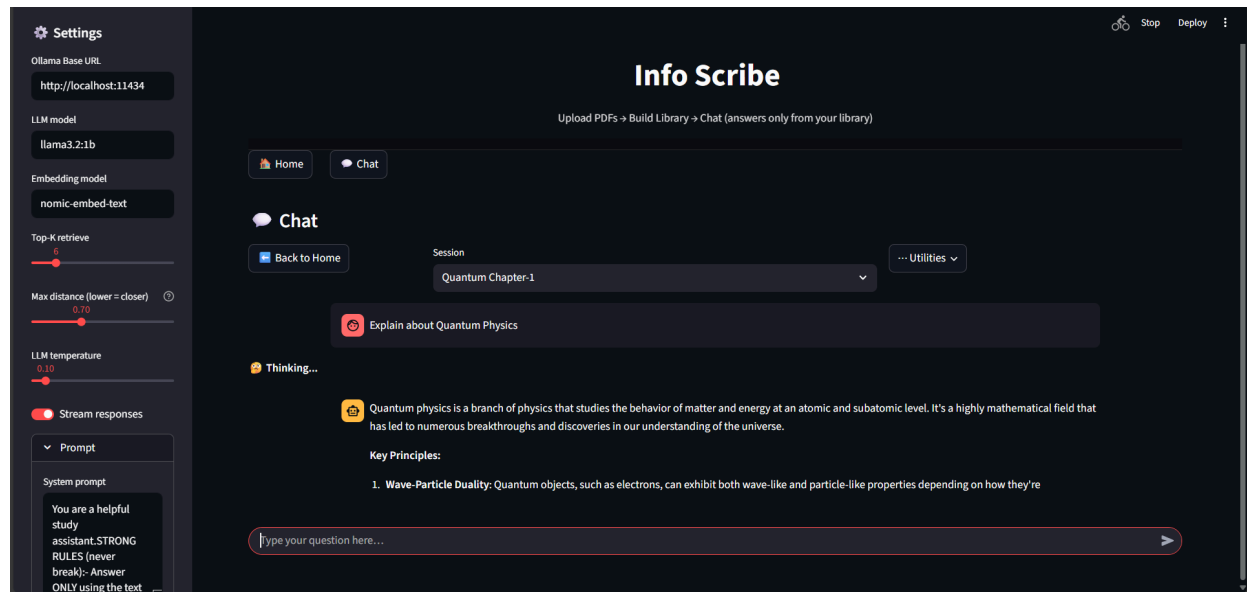 Settings
Ollama Base URL
http://localhost:11434
LLM model
llama3.2:1b
Embedding model
nomic-embed-text
Top-K retrieve
6
Max distance (lower = closer)
0.70
LLM temperature
0.10
Stream responses
Prompt
System prompt
You are a helpful
study
assistant.STRONG
RULES (never
break):- Answer
ONLY using the text
Stop Deploy
Info Scribe
Upload PDFs → Build Library → Chat (answers only from your library)
Home Chat
Chat
Back to Home
Session
Quantum Chapter-1
··· Utilities
Explain about Quantum Physics
Thinking...
Quantum physics is a branch of physics that studies the behavior of matter and energy at an atomic and subatomic level. It's a highly mathematical field that
has led to numerous breakthroughs and discoveries in our understanding of the universe.
Key Principles:
1. Wave-Particle Duality: Quantum objects, such as electrons, can exhibit both wave-like and particle-like properties depending on how they're
Type your question here...